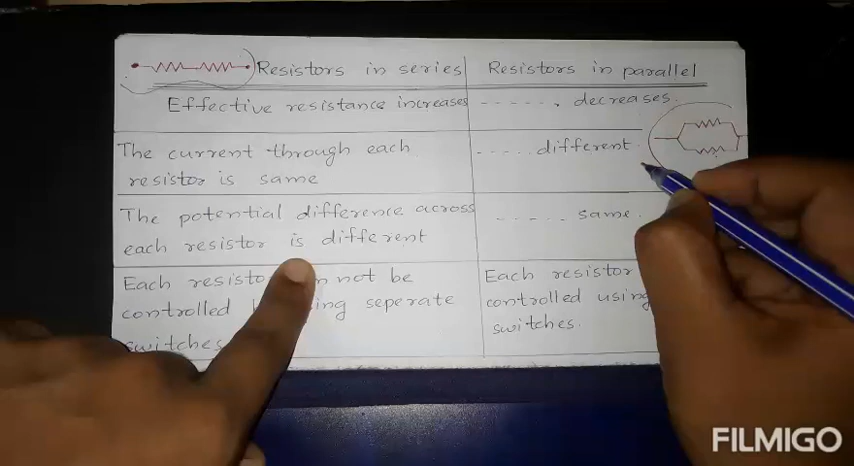 Resistors in series
Resistors in parallel
Effective resistance increases
- - - - - , decreases.
The current through each
resistor is same
- - - - - different.
The potential difference across
each resistor is different
- - - - - same.
Each not be
controlled seperate
switches
Each resistor
controlled using
switches.
FILMIGO